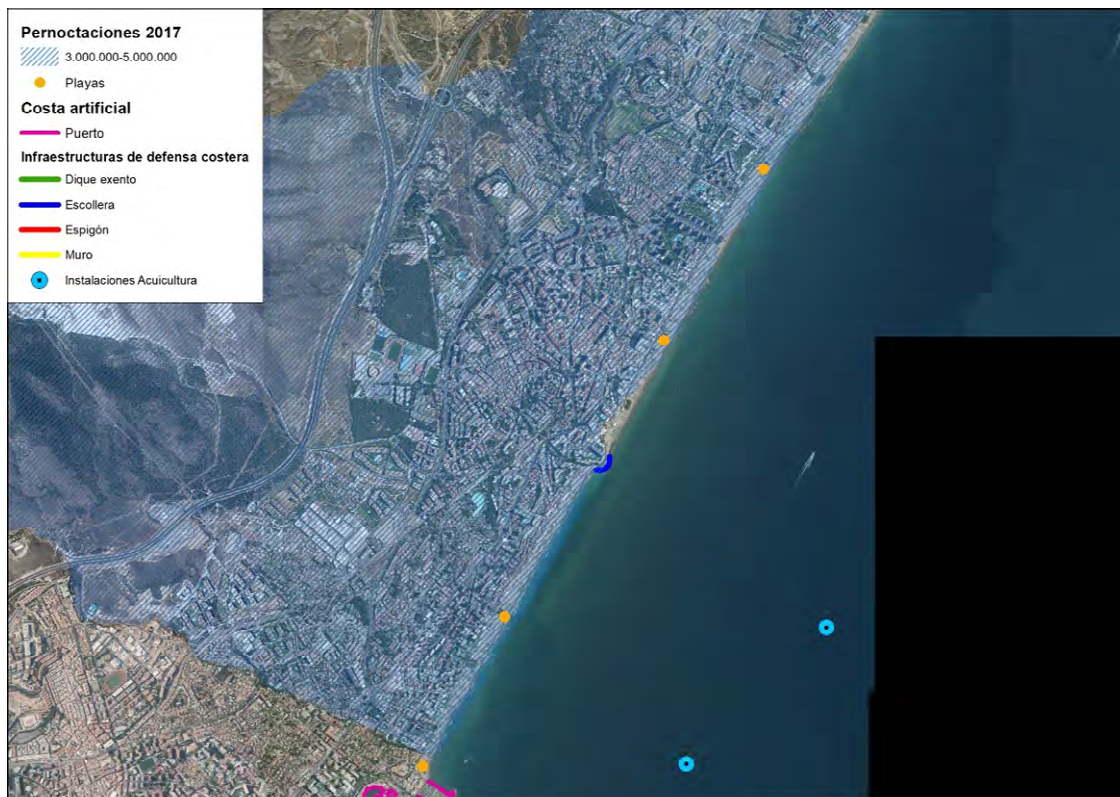 Pernoctaciones 2017
3.000.000-5.000.000
Playas
Costa artificial
Puerto
Infraestructuras de defensa costera
Dique exento
Escollera
Espigón
Muro
Instalaciones Acuicultura